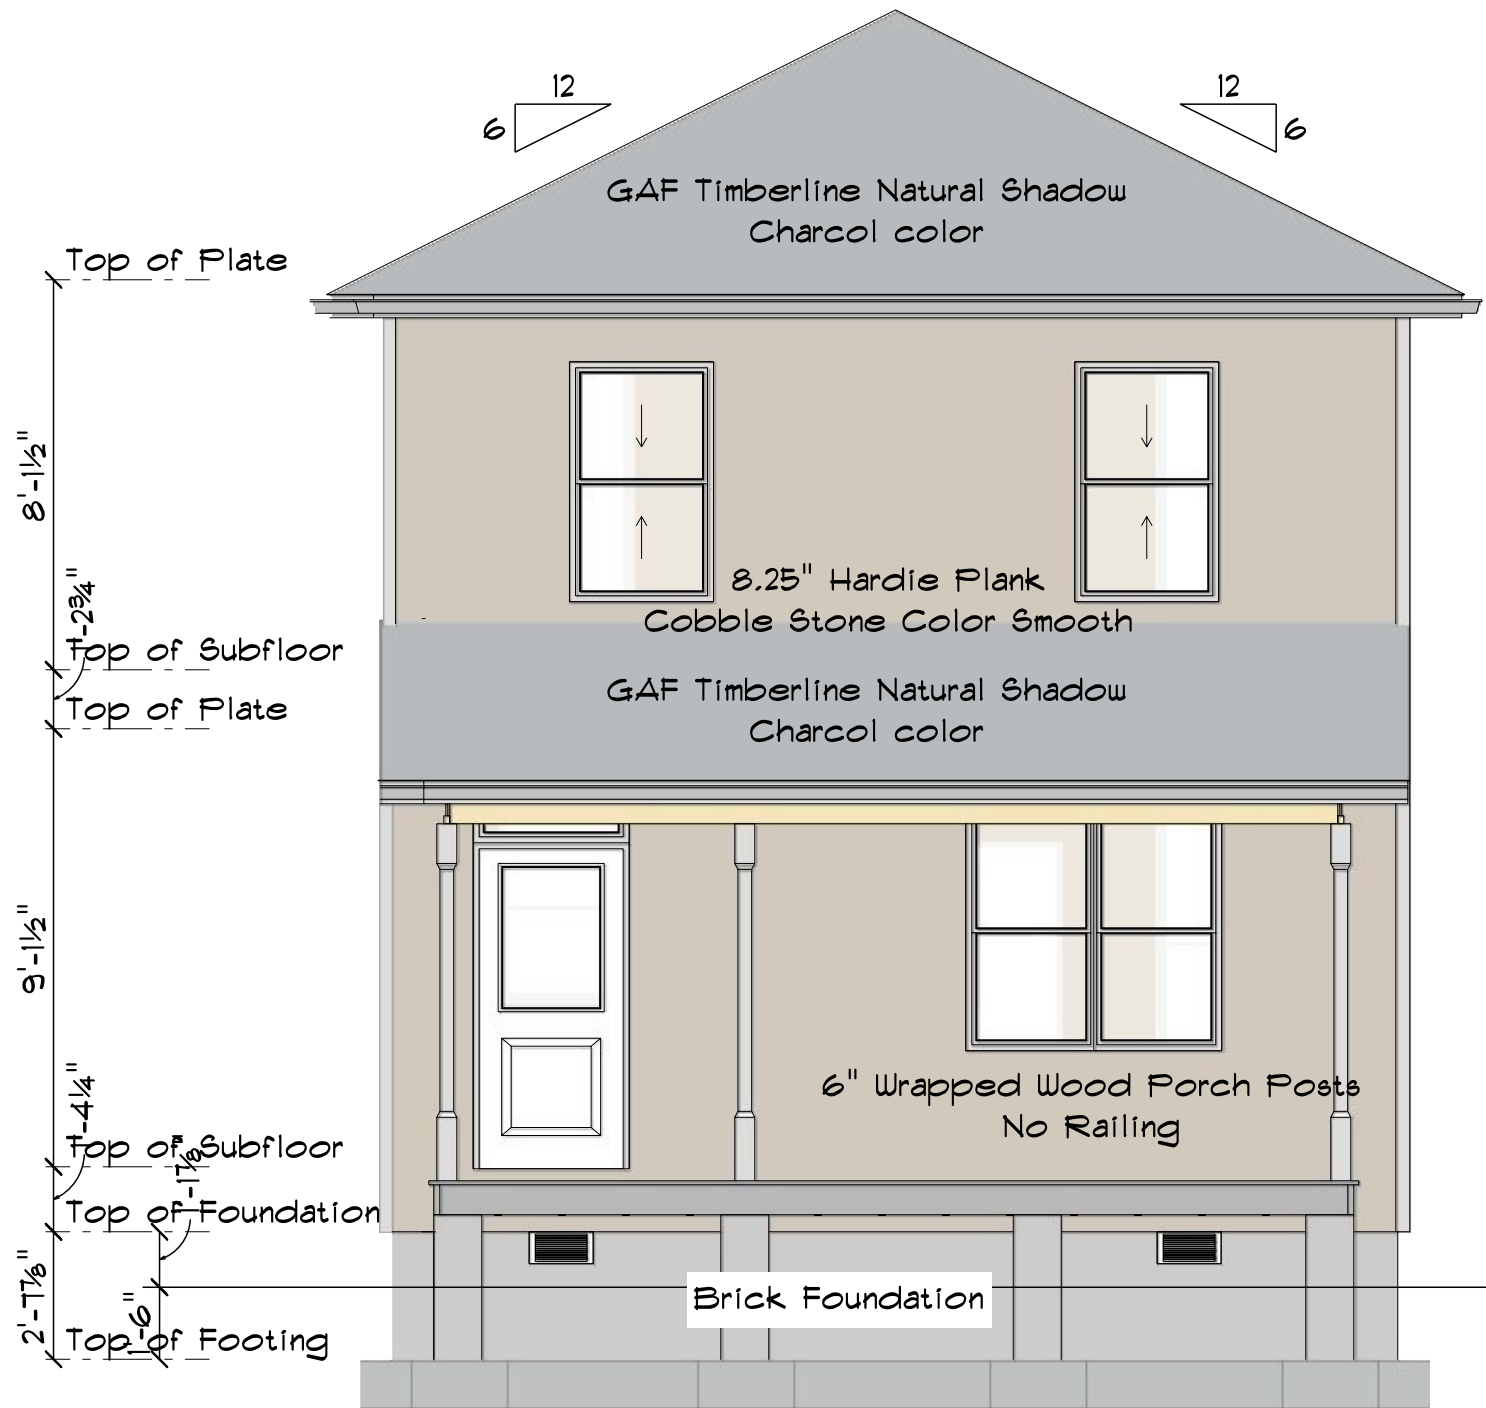 12
6
12
6
GAF Timberline Natural Shadow
Charcol color
Top of Plate
8'-1½"
8.25" Hardie Plank
Cobble Stone Color Smooth
1'-2¾"
Top of Subfloor
GAF Timberline Natural Shadow
Charcol color
Top of Plate
9'-1½"
6" Wrapped Wood Porch Posts
No Railing
1'-4¼"
Top of Subfloor
1'-1⅞"
Top of Foundation
2'-7⅞"
1'-6"
Brick Foundation
Top of Footing